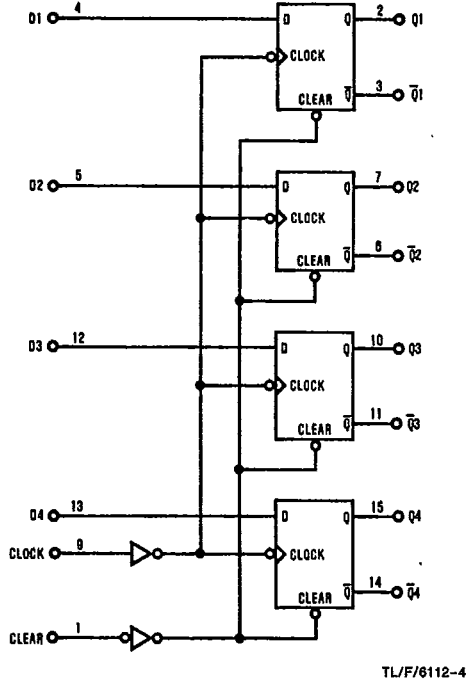 4 2
D1 D Q Q1
CLOCK
3
CLEAR Q̅ Q̅1
5 7
D2 D Q Q2
CLOCK
6
CLEAR Q̅ Q̅2
12 10
D3 D Q Q3
CLOCK
11
CLEAR Q̅ Q̅3
13 15
D4 D Q Q4
9
CLOCK CLOCK
14
CLEAR Q̅ Q̅4
1
CLEAR
TL/F/6112-4